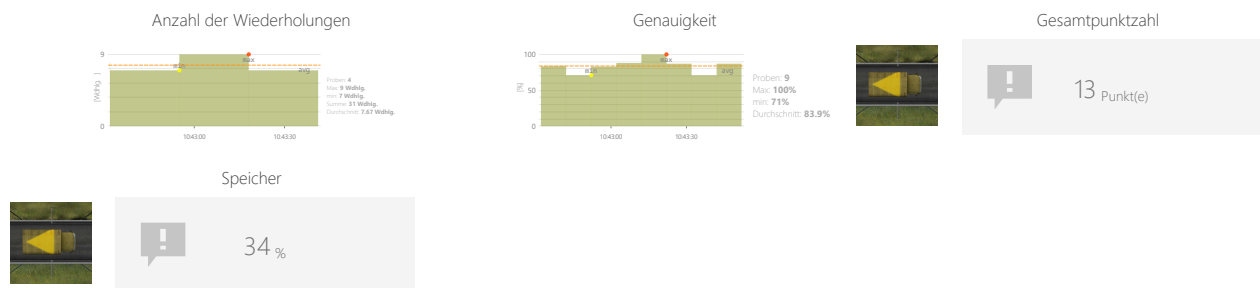 Anzahl der Wiederholungen
9
max
min
avg
[Wdhlg. ]
0
10:43:00
10:43:30
Proben: 4
Max: 9 Wdhlg.
min: 7 Wdhlg.
Summe: 31 Wdhlg.
Durchschnitt: 7.67 Wdhlg.
Genauigkeit
100
max
min
avg
[%]
50
0
10:43:00
10:43:30
Proben: 9
Max: 100%
min: 71%
Durchschnitt: 83.9%
Gesamtpunktzahl
13 Punkt(e)
Speicher
34 %